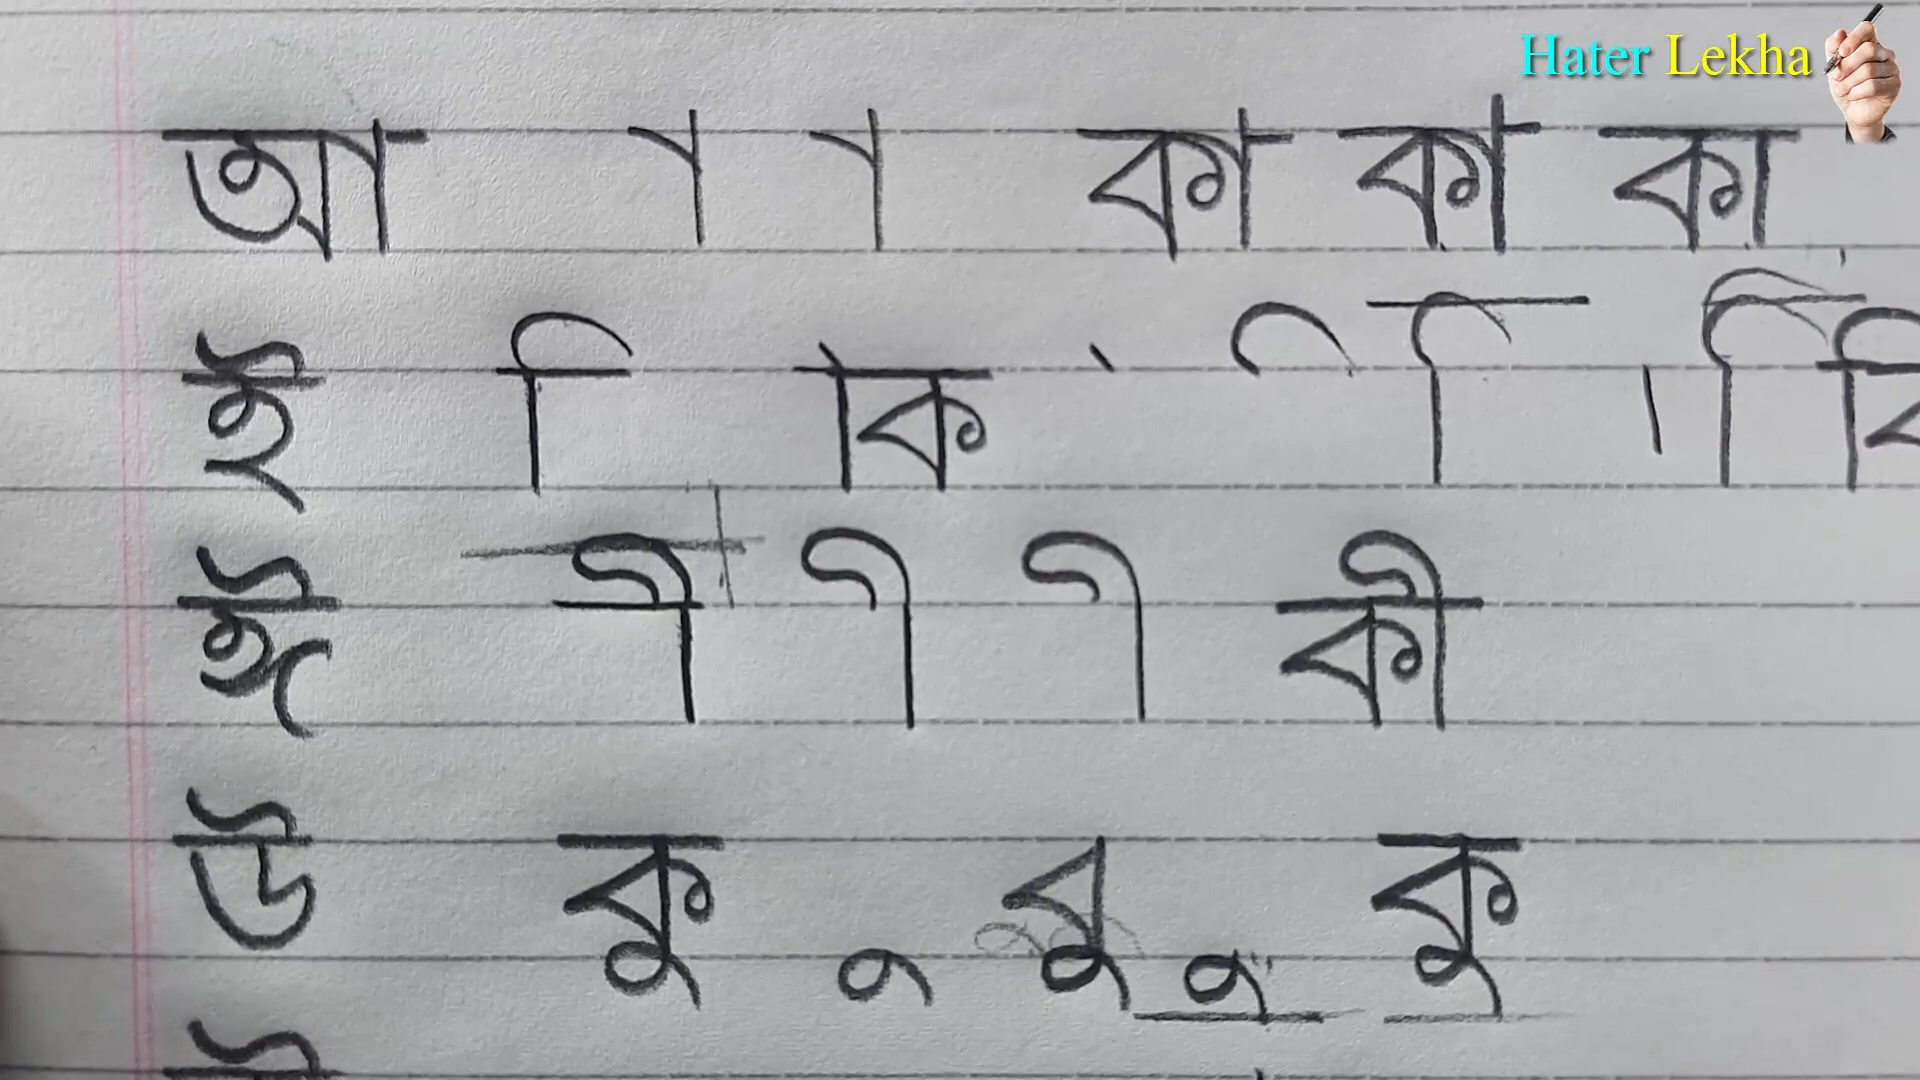 Hater Lekha
আ া া কা কা কা
ই ি কি ি ি ি
ঈ ী ী ী কী
উ কু ু বু ু কু